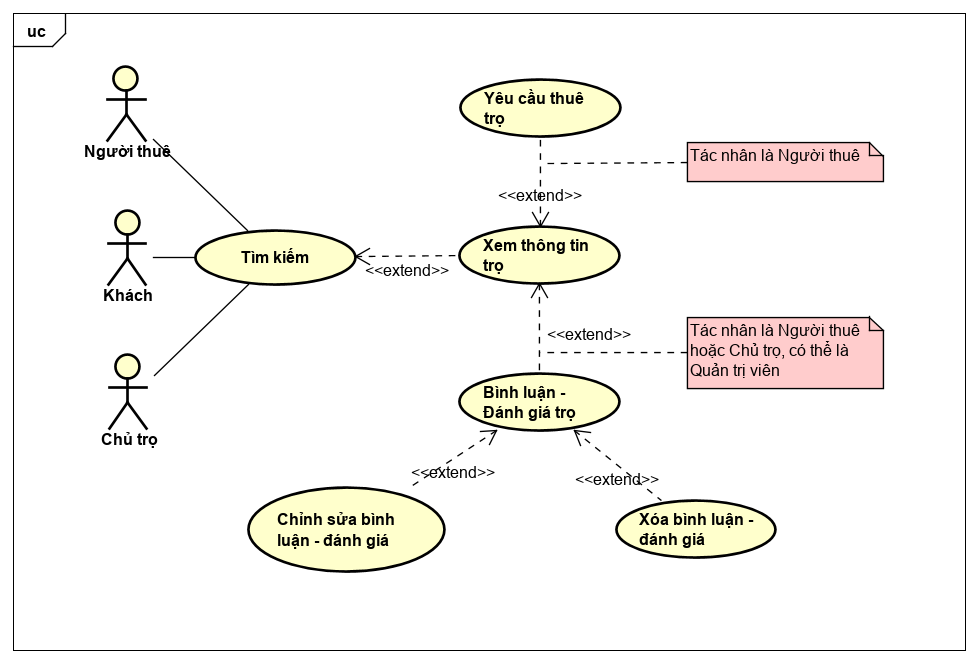 uc
Người thuê
Yêu cầu thuê
trọ
Tác nhân là Người thuê
<<extend>>
Khách
Tìm kiếm
<<extend>>
Xem thông tin
trọ
<<extend>>
Tác nhân là Người thuê
hoặc Chủ trọ, có thể là
Quản trị viên
Chủ trọ
Bình luận -
Đánh giá trọ
<<extend>>
<<extend>>
Chỉnh sửa bình
luận - đánh giá
Xóa bình luận -
đánh giá